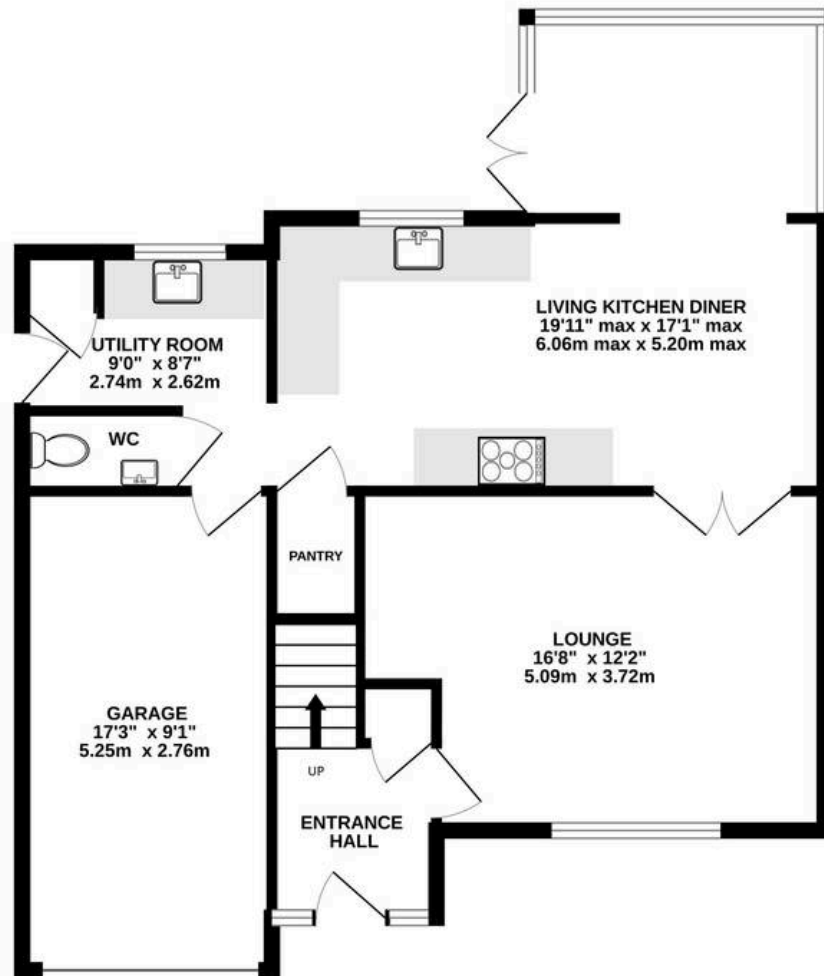 LIVING KITCHEN DINER
19'11" max x 17'1" max
6.06m max x 5.20m max
UTILITY ROOM
9'0" x 8'7"
2.74m x 2.62m
WC
PANTRY
LOUNGE
16'8" x 12'2"
5.09m x 3.72m
GARAGE
17'3" x 9'1"
5.25m x 2.76m
UP
ENTRANCE
HALL